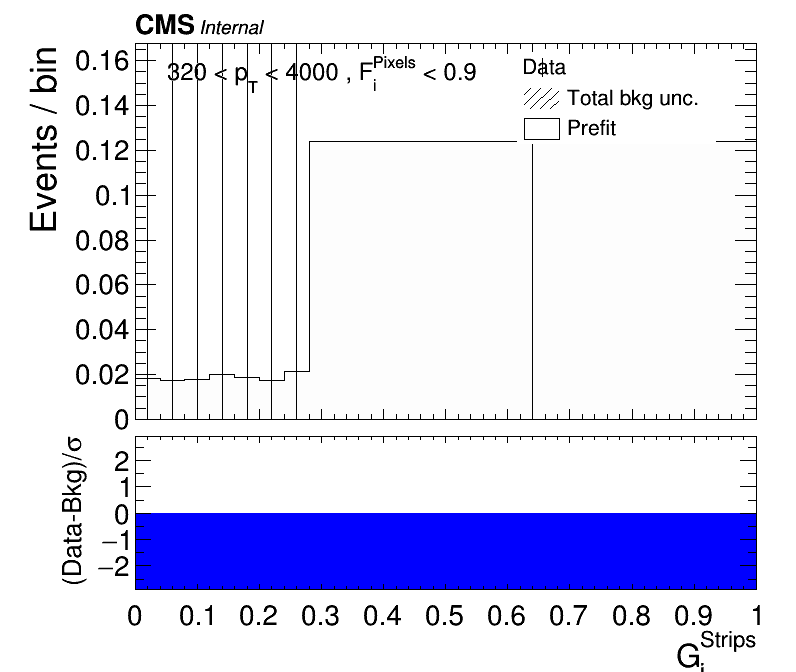 CMS Internal
Events / bin
320 < p_T < 4000 , F_i^Pixels < 0.9
Data
Total bkg unc.
Prefit
0.16
0.14
0.12
0.1
0.08
0.06
0.04
0.02
0
(Data-Bkg)/σ
2
1
0
−1
−2
0 0.1 0.2 0.3 0.4 0.5 0.6 0.7 0.8 0.9 1
G_i^Strips